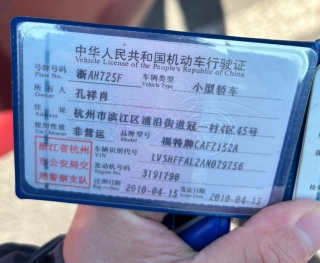 中华人民共和国机动车行驶证
Vehicle License of the People's Republic of China
号牌号码 浙AH725F 车辆类型 小型轿车
Plate No. Vehicle Type
所有人 孔祥肖
Owner
住址 杭州市滨江区浦沿街道冠一村4区45号
Address
使用性质 非营运 品牌型号 福特牌CAF7152A
Use Character Model
浙江省杭州市公安局交通警察支队
车辆识别代号 LVSHFFAL2AN079756
VIN
发动机号码 3191790
Engine No.
注册日期 2010-04-15 发证日期 2010-04-15
Register Date Issue Date